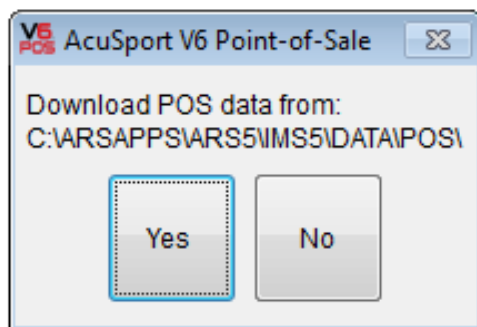 V6
POS
AcuSport V6 Point-of-Sale
Download POS data from:
C:\ARSAPPS\ARS5\IMS5\DATA\POS\
Yes
No